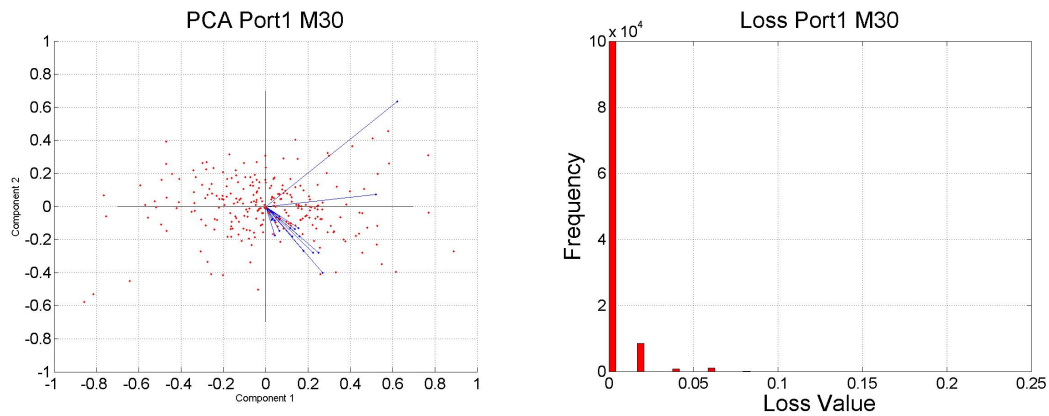 PCA Port1 M30
1
0.8
0.6
0.4
0.2
0
-0.2
-0.4
-0.6
-0.8
-1
Component 2
-1 -0.8 -0.6 -0.4 -0.2 0 0.2 0.4 0.6 0.8 1
Component 1
Loss Port1 M30
x 10^4
10
8
6
4
2
0
Frequency
0 0.05 0.1 0.15 0.2 0.25
Loss Value